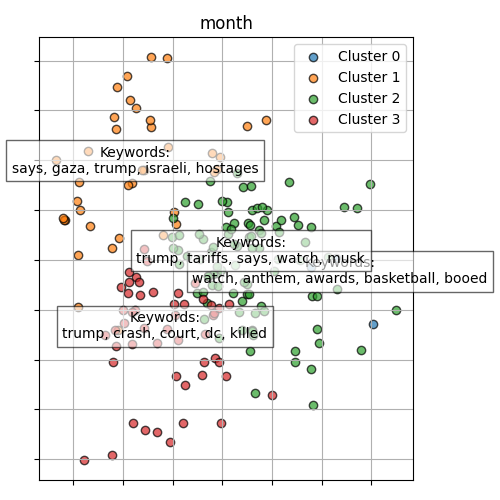 month
Cluster 0
Cluster 1
Cluster 2
Cluster 3
Keywords:
says, gaza, trump, israeli, hostages
Keywords:
trump, tariffs, says, watch, musk
Keywords:
watch, anthem, awards, basketball, booed
Keywords:
trump, crash, court, dc, killed